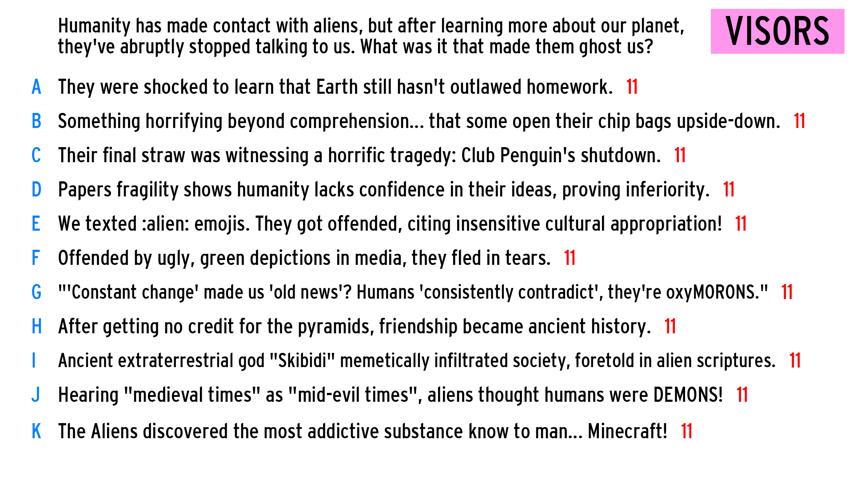 Humanity has made contact with aliens, but after learning more about our planet,
they've abruptly stopped talking to us. What was it that made them ghost us?
VISORS
A They were shocked to learn that Earth still hasn't outlawed homework. 11
B Something horrifying beyond comprehension... that some open their chip bags upside-down. 11
C Their final straw was witnessing a horrific tragedy: Club Penguin's shutdown. 11
D Papers fragility shows humanity lacks confidence in their ideas, proving inferiority. 11
E We texted :alien: emojis. They got offended, citing insensitive cultural appropriation! 11
F Offended by ugly, green depictions in media, they fled in tears. 11
G "'Constant change' made us 'old news'? Humans 'consistently contradict', they're oxyMORONS." 11
H After getting no credit for the pyramids, friendship became ancient history. 11
I Ancient extraterrestrial god "Skibidi" memetically infiltrated society, foretold in alien scriptures. 11
J Hearing "medieval times" as "mid-evil times", aliens thought humans were DEMONS! 11
K The Aliens discovered the most addictive substance know to man... Minecraft! 11